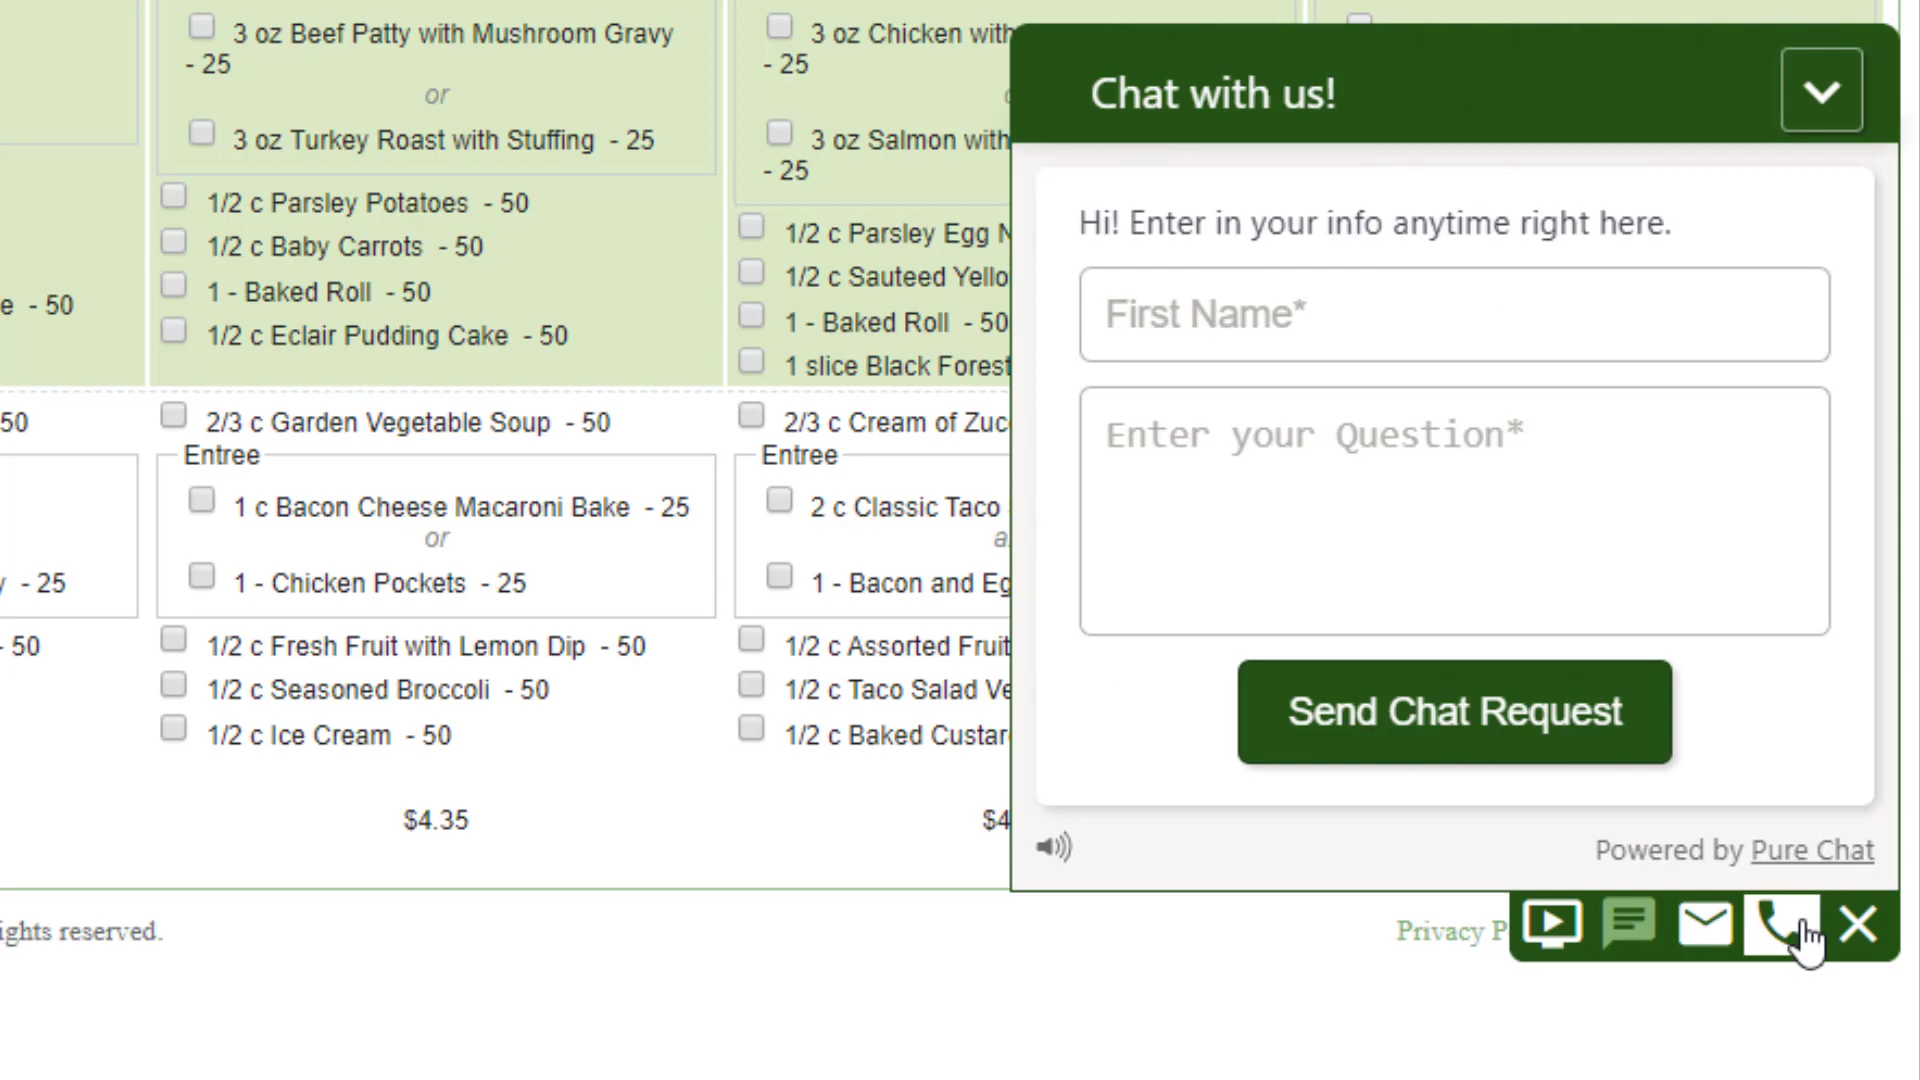 3 oz Beef Patty with Mushroom Gravy
- 25
or
3 oz Turkey Roast with Stuffing - 25
1/2 c Parsley Potatoes - 50
1/2 c Baby Carrots - 50
1 - Baked Roll - 50
1/2 c Eclair Pudding Cake - 50
3 oz Chicken with
- 25
3 oz Salmon with
- 25
1/2 c Parsley Egg
1/2 c Sauteed
1 - Baked Roll - 50
1 slice Black Forest
- 50
50
2/3 c Garden Vegetable Soup - 50
Entree
1 c Bacon Cheese Macaroni Bake - 25
or
1 - Chicken Pockets - 25
1/2 c Fresh Fruit with Lemon Dip - 50
1/2 c Seasoned Broccoli - 50
1/2 c Ice Cream - 50
$4.35
2/3 c Cream of
Entree
2 c Classic Taco
1 - Bacon and
1/2 c Assorted Fruit
1/2 c Taco Salad
1/2 c Baked
- 25
- 50
Chat with us!
Hi! Enter in your info anytime right here.
First Name*
Enter your Question*
Send Chat Request
Powered by Pure Chat
ights reserved.
Privacy P